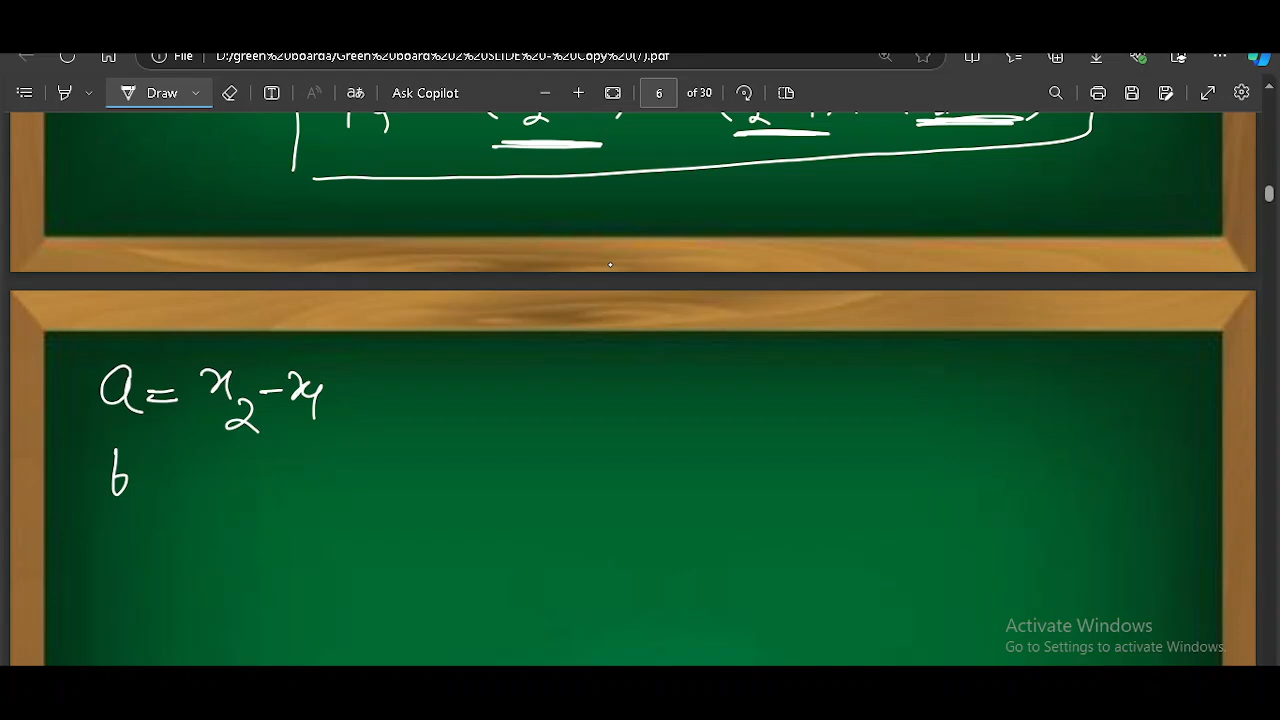 File D:/green%20boarda/Green%20board%202%20SLIDE%20-%20Copy%20(7).pdf
Draw Ask Copilot 6 of 30
a = x₂ - x₁
b
Activate Windows
Go to Settings to activate Windows.